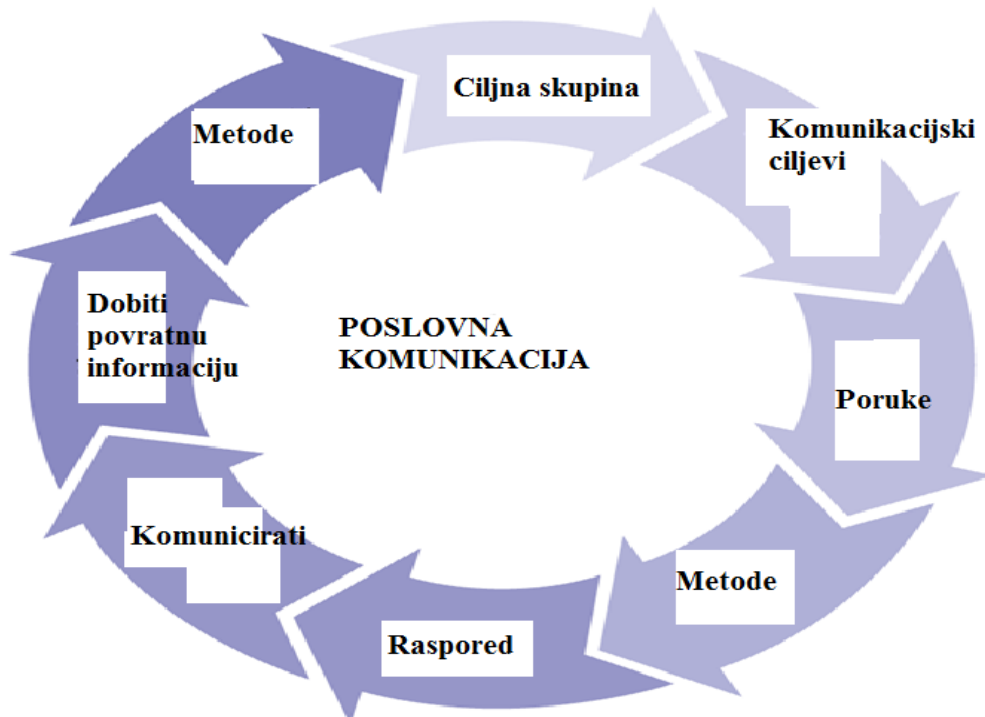 Ciljna skupina
Komunikacijski
ciljevi
Poruke
Metode
Raspored
Komunicirati
Dobiti
povratnu
informaciju
Metode
POSLOVNA
KOMUNIKACIJA